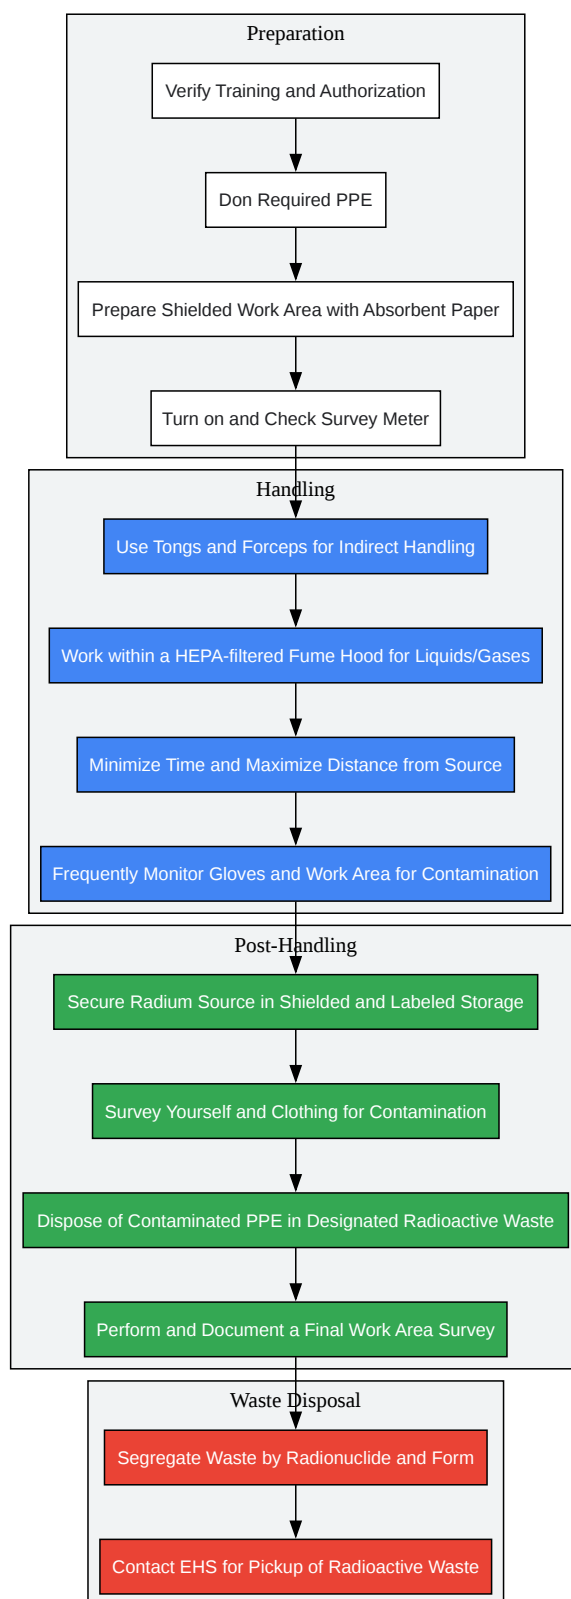 Preparation
Verify Training and Authorization
Don Required PPE
Prepare Shielded Work Area with Absorbent Paper
Turn on and Check Survey Meter
Handling
Use Tongs and Forceps for Indirect Handling
Work within a HEPA-filtered Fume Hood for Liquids/Gases
Minimize Time and Maximize Distance from Source
Frequently Monitor Gloves and Work Area for Contamination
Post-Handling
Secure Radium Source in Shielded and Labeled Storage
Survey Yourself and Clothing for Contamination
Dispose of Contaminated PPE in Designated Radioactive Waste
Perform and Document a Final Work Area Survey
Waste Disposal
Segregate Waste by Radionuclide and Form
Contact EHS for Pickup of Radioactive Waste